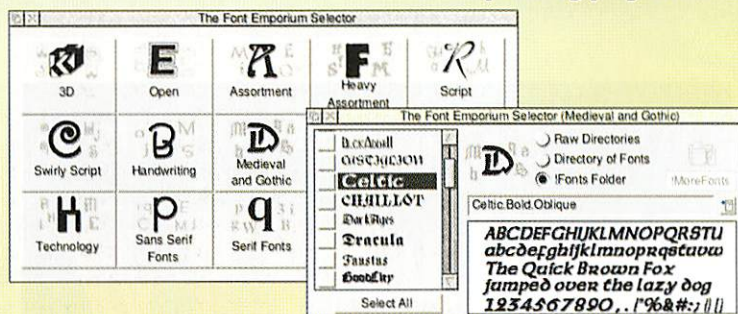 The Font Emporium Selector
3D
Open
Assortment
Heavy
Assortment
Script
Swirly Script
Handwriting
Medieval
and Gothic
Technology
Sans Serif
Fonts
Serif Fonts
The Font Emporium Selector (Medieval and Gothic)
Celtic
CHAILLOT
DarkAges
Dracula
Faustus
GoodCity
Select All
Raw Directories
Directory of Fonts
!Fonts Folder
!MoreFonts
Celtic.Bold.Oblique
ABCDEFGHIJKLMNOPQRSTU
abcdefghijklmnopqrstuvw
The Quick Brown Fox
jumped over the lazy dog
1234567890,.!"%&#:;